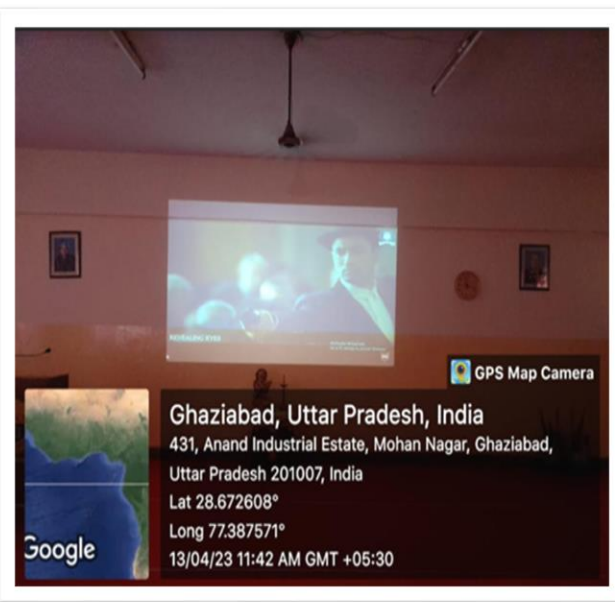 GPS Map Camera
Ghaziabad, Uttar Pradesh, India
431, Anand Industrial Estate, Mohan Nagar, Ghaziabad,
Uttar Pradesh 201007, India
Lat 28.672608°
Long 77.387571°
13/04/23 11:42 AM GMT +05:30
Google